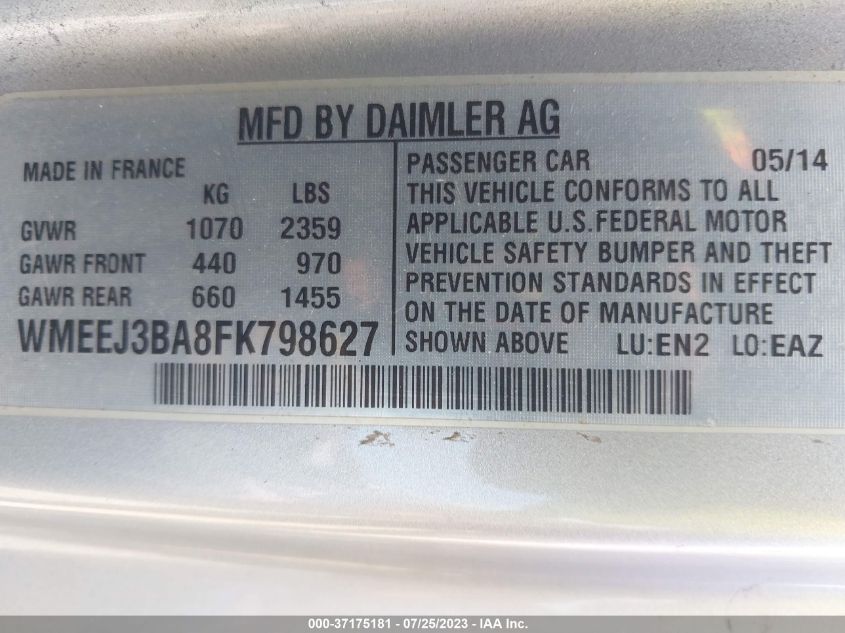 MFD BY DAIMLER AG
MADE IN FRANCE
KG LBS
GVWR 1070 2359
GAWR FRONT 440 970
GAWR REAR 660 1455
WMEEJ3BA8FK798627
PASSENGER CAR 05/14
THIS VEHICLE CONFORMS TO ALL
APPLICABLE U.S.FEDERAL MOTOR
VEHICLE SAFETY BUMPER AND THEFT
PREVENTION STANDARDS IN EFFECT
ON THE DATE OF MANUFACTURE
SHOWN ABOVE LU:EN2 LO:EAZ
000-37175181 - 07/25/2023 - IAA Inc.